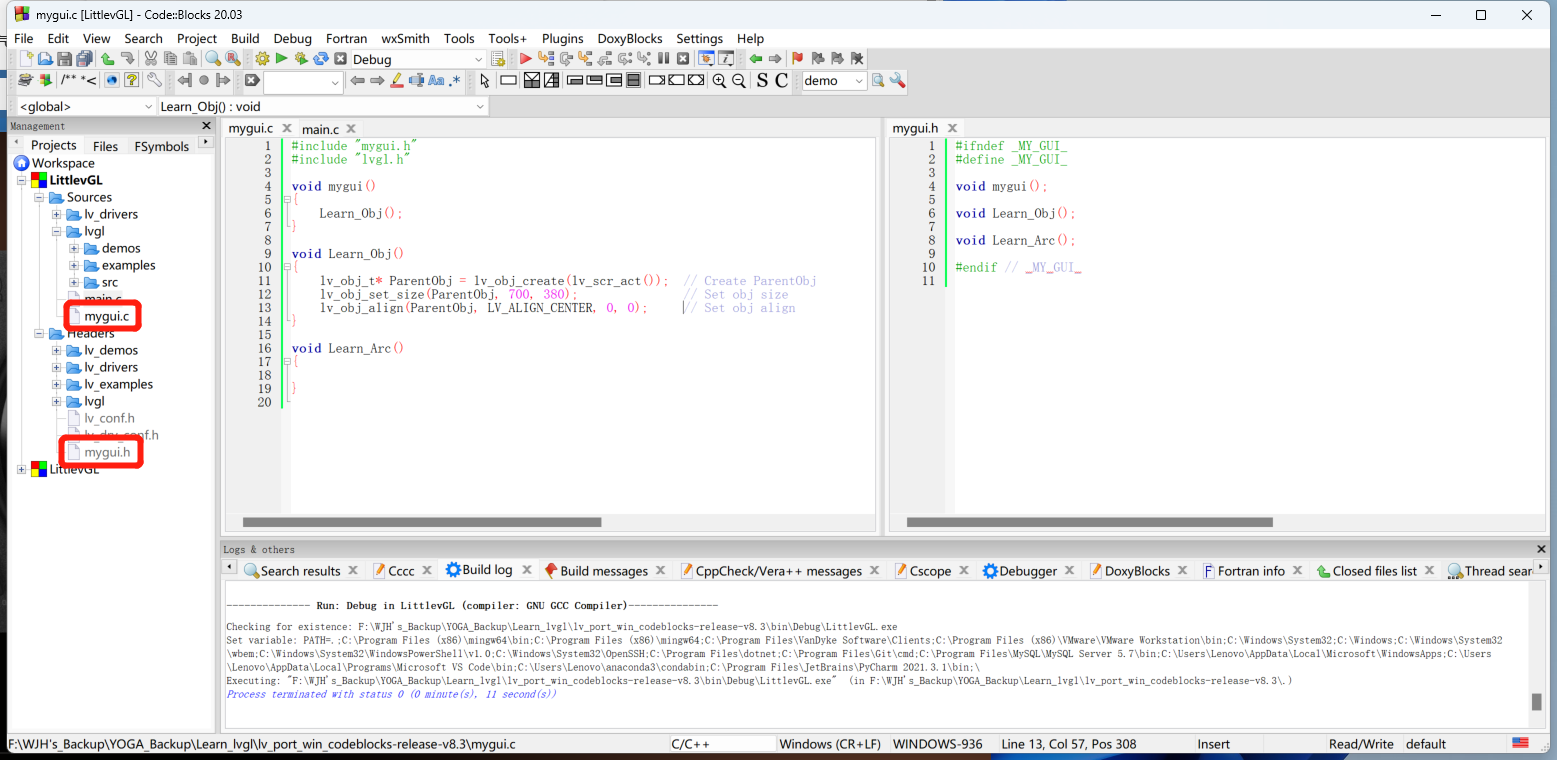 mygui.c [LittlevGL] - Code::Blocks 20.03
File Edit View Search Project Build Debug Fortran wxSmith Tools Tools+ Plugins DoxyBlocks Settings Help
Debug
/** *< Aa .* S C demo
<global> Learn_Obj() : void
Management
Projects Files FSymbols
Workspace
LittlevGL
Sources
lv_drivers
lvgl
demos
examples
src
main.c
mygui.c
Headers
lv_demos
lv_drivers
lv_examples
lvgl
lv_conf.h
lv_drv_conf.h
mygui.h
LittlevGL
mygui.c main.c
1 #include "mygui.h"
2 #include "lvgl.h"
3
4 void mygui()
5 {
6 Learn_Obj();
7 }
8
9 void Learn_Obj()
10 {
11 lv_obj_t* ParentObj = lv_obj_create(lv_scr_act()); // Create ParentObj
12 lv_obj_set_size(ParentObj, 700, 380); // Set obj size
13 lv_obj_align(ParentObj, LV_ALIGN_CENTER, 0, 0); // Set obj align
14 }
15
16 void Learn_Arc()
17 {
18
19 }
20
mygui.h
1 #ifndef _MY_GUI_
2 #define _MY_GUI_
3
4 void mygui();
5
6 void Learn_Obj();
7
8 void Learn_Arc();
9
10 #endif // _MY_GUI_
11
Logs & others
Search results Cccc Build log Build messages CppCheck/Vera++ messages Cscope Debugger DoxyBlocks Fortran info Closed files list Thread sear
-------------- Run: Debug in LittlevGL (compiler: GNU GCC Compiler)---------------
Checking for existence: F:\WJH's_Backup\YOGA_Backup\Learn_lvgl\lv_port_win_codeblocks-release-v8.3\bin\Debug\LittlevGL.exe
Set variable: PATH=.;C:\Program Files (x86)\mingw64\bin;C:\Program Files (x86)\mingw64;C:\Program Files\VanDyke Software\Clients;C:\Program Files (x86)\VMware\VMware Workstation\bin;C:\Windows\System32;C:\Windows;C:\Windows\System32
\wbem;C:\Windows\System32\WindowsPowerShell\v1.0;C:\Windows\System32\OpenSSH;C:\Program Files\dotnet;C:\Program Files\Git\cmd;C:\Program Files\MySQL\MySQL Server 5.7\bin;C:\Users\Lenovo\AppData\Local\Microsoft\WindowsApps;C:\Users
\Lenovo\AppData\Local\Programs\Microsoft VS Code\bin;C:\Users\Lenovo\anaconda3\condabin;C:\Program Files\JetBrains\PyCharm 2021.3.1\bin;\
Executing: "F:\WJH's_Backup\YOGA_Backup\Learn_lvgl\lv_port_win_codeblocks-release-v8.3\bin\Debug\LittlevGL.exe" (in F:\WJH's_Backup\YOGA_Backup\Learn_lvgl\lv_port_win_codeblocks-release-v8.3\.)
Process terminated with status 0 (0 minute(s), 11 second(s))
F:\WJH's_Backup\YOGA_Backup\Learn_lvgl\lv_port_win_codeblocks-release-v8.3\mygui.c C/C++ Windows (CR+LF) WINDOWS-936 Line 13, Col 57, Pos 308 Insert Read/Write default